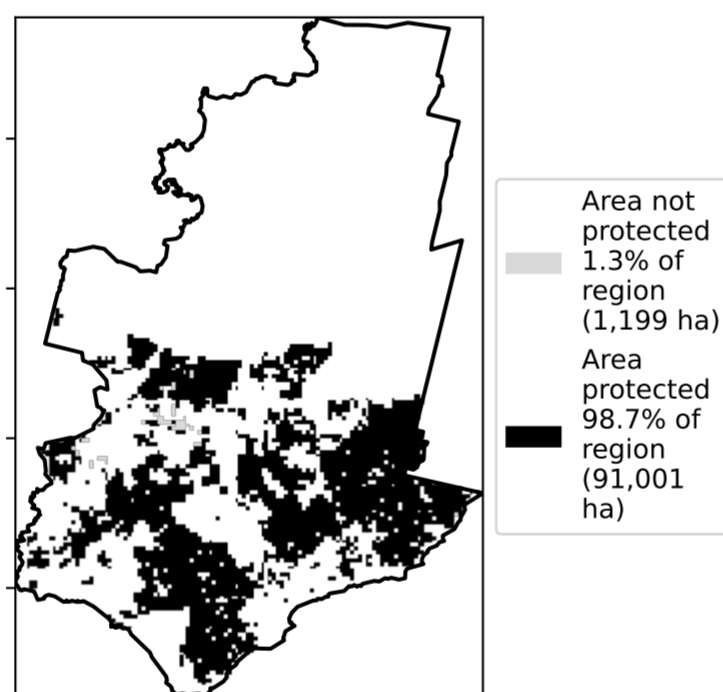 Area not
protected
1.3% of
region
(1,199 ha)
Area
protected
98.7% of
region
(91,001
ha)